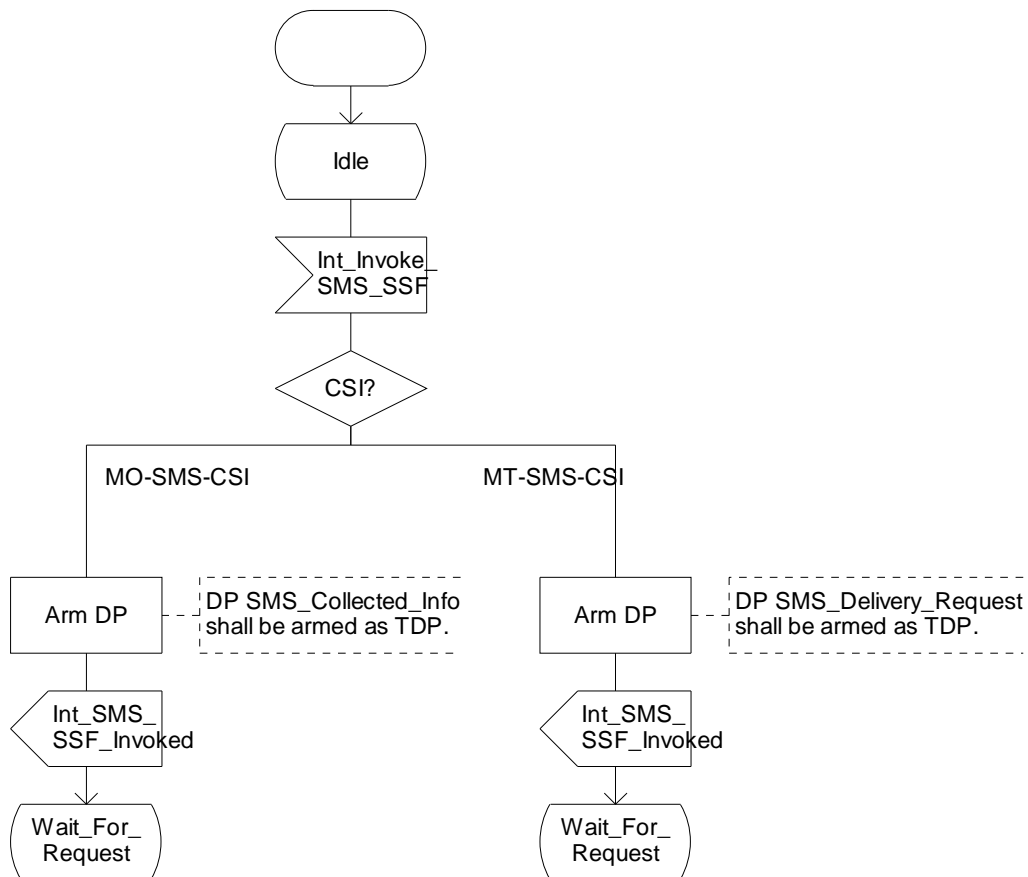 Idle
Int_Invoke_
SMS_SSF
CSI?
MO-SMS-CSI
MT-SMS-CSI
Arm DP
DP SMS_Collected_Info
shall be armed as TDP.
Arm DP
DP SMS_Delivery_Request
shall be armed as TDP.
Int_SMS_
SSF_Invoked
Int_SMS_
SSF_Invoked
Wait_For_
Request
Wait_For_
Request